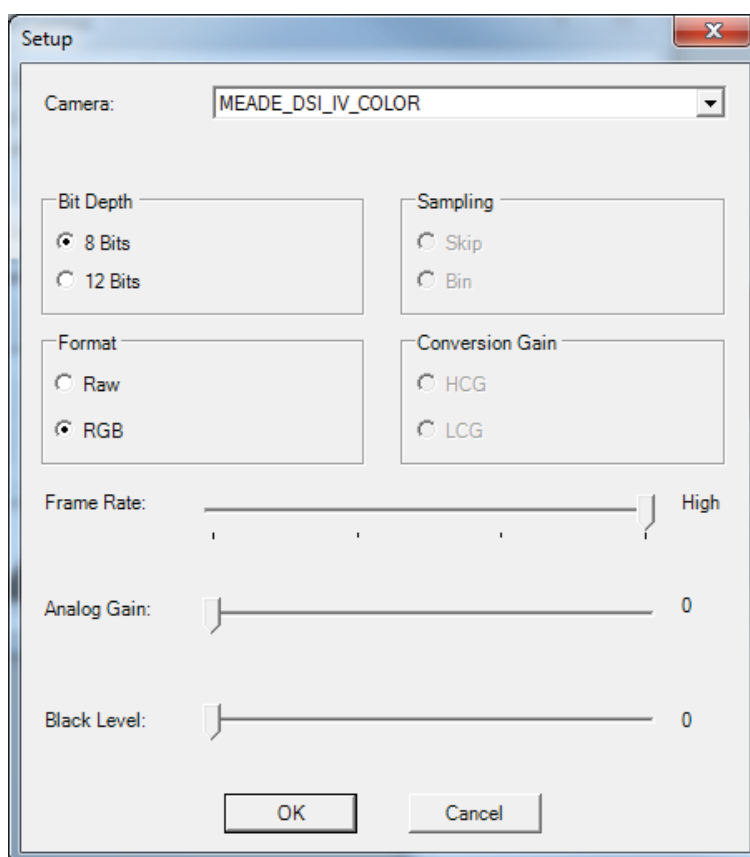 Setup
Camera:
MEADE_DSI_IV_COLOR
Bit Depth
8 Bits
12 Bits
Sampling
Skip
Bin
Format
Raw
RGB
Conversion Gain
HCG
LCG
Frame Rate:
High
Analog Gain:
0
Black Level:
0
OK
Cancel